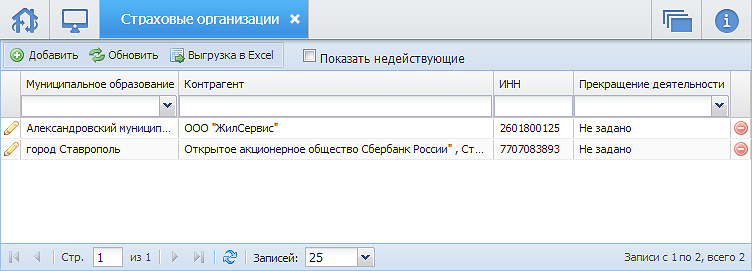 Страховые организации
Добавить Обновить Выгрузка в Excel Показать недействующие
Муниципальное образование Контрагент ИНН Прекращение деятельности
Александровский муницип... ООО "ЖилСервис" 2601800125 Не задано
город Ставрополь Открытое акционерное общество Сбербанк России" , Ст... 7707083893 Не задано
Стр. 1 из 1 Записей: 25 Записи с 1 по 2, всего 2